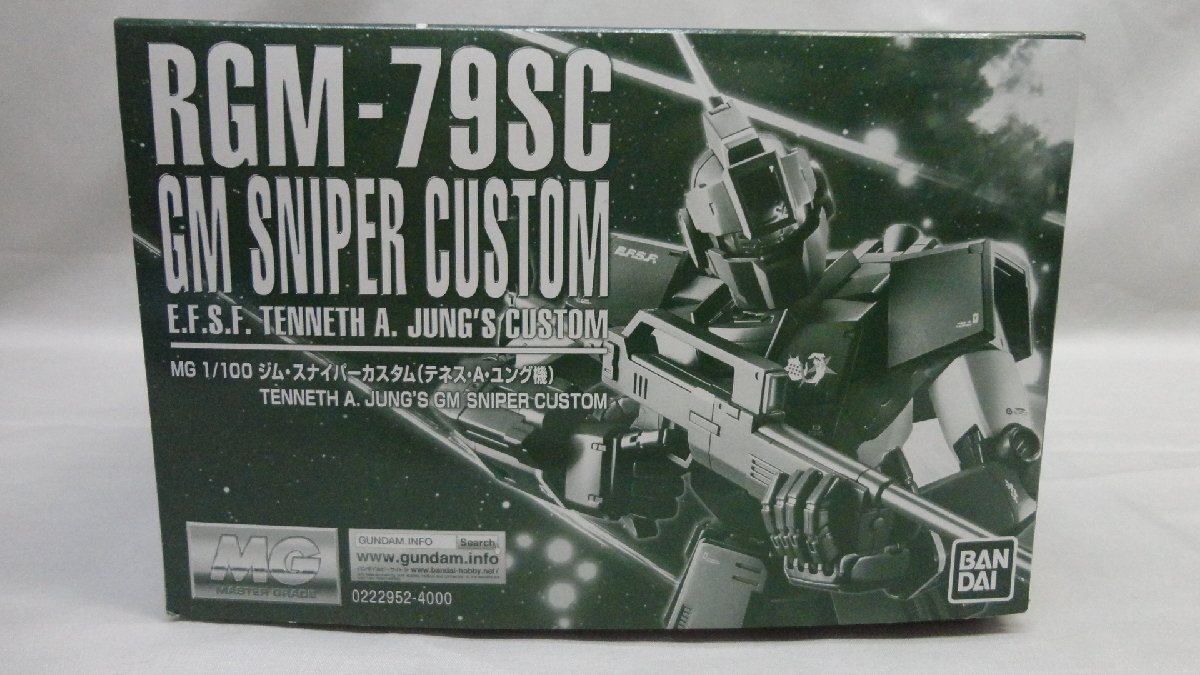 RGM-79SC
GM SNIPER CUSTOM
E.F.S.F. TENNETH A. JUNG'S CUSTOM
MG 1/100 ジム・スナイパーカスタム(テネス・A・ユング機)
TENNETH A. JUNG'S GM SNIPER CUSTOM
E.F.S.F.
MG
MASTER GRADE
GUNDAM.INFO Search
www.gundam.info
www.bandai-hobby.net/
0222952-4000
BAN
DAI